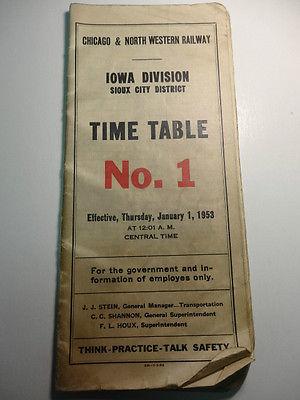 CHICAGO & NORTH WESTERN RAILWAY
IOWA DIVISION
SIOUX CITY DISTRICT
TIME TABLE
No. 1
Effective, Thursday, January 1, 1953
AT 12:01 A. M.
CENTRAL TIME
For the government and in-
formation of employes only.
J. J. STEIN, General Manager—Transportation
C. C. SHANNON, General Superintendent
F. L. HOUX, Superintendent
THINK-PRACTICE-TALK SAFETY